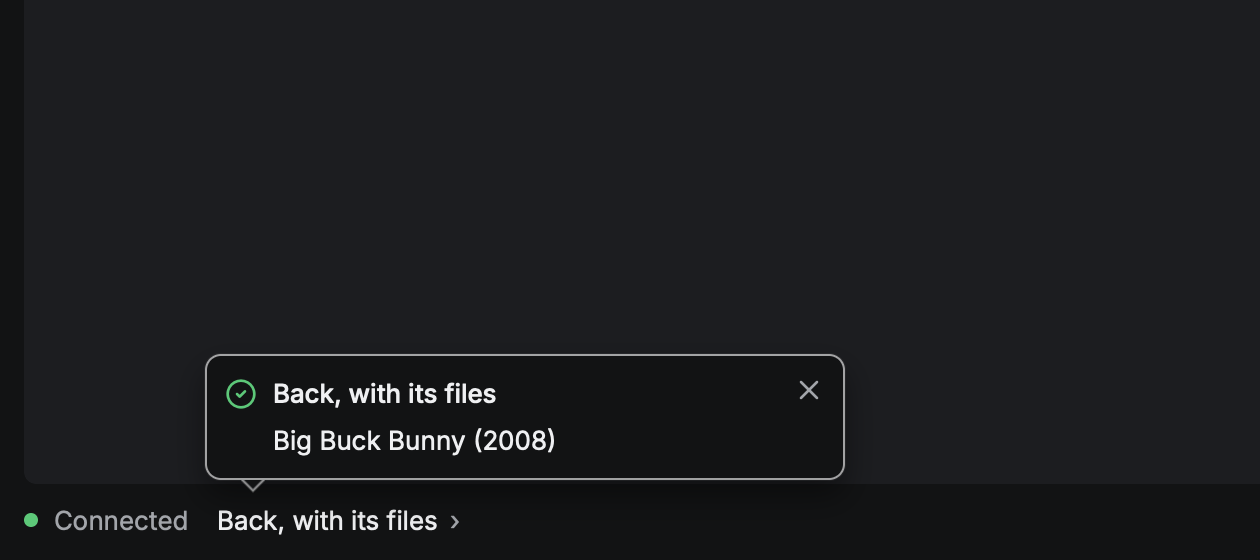 Back, with its files
Big Buck Bunny (2008)
Connected Back, with its files ›